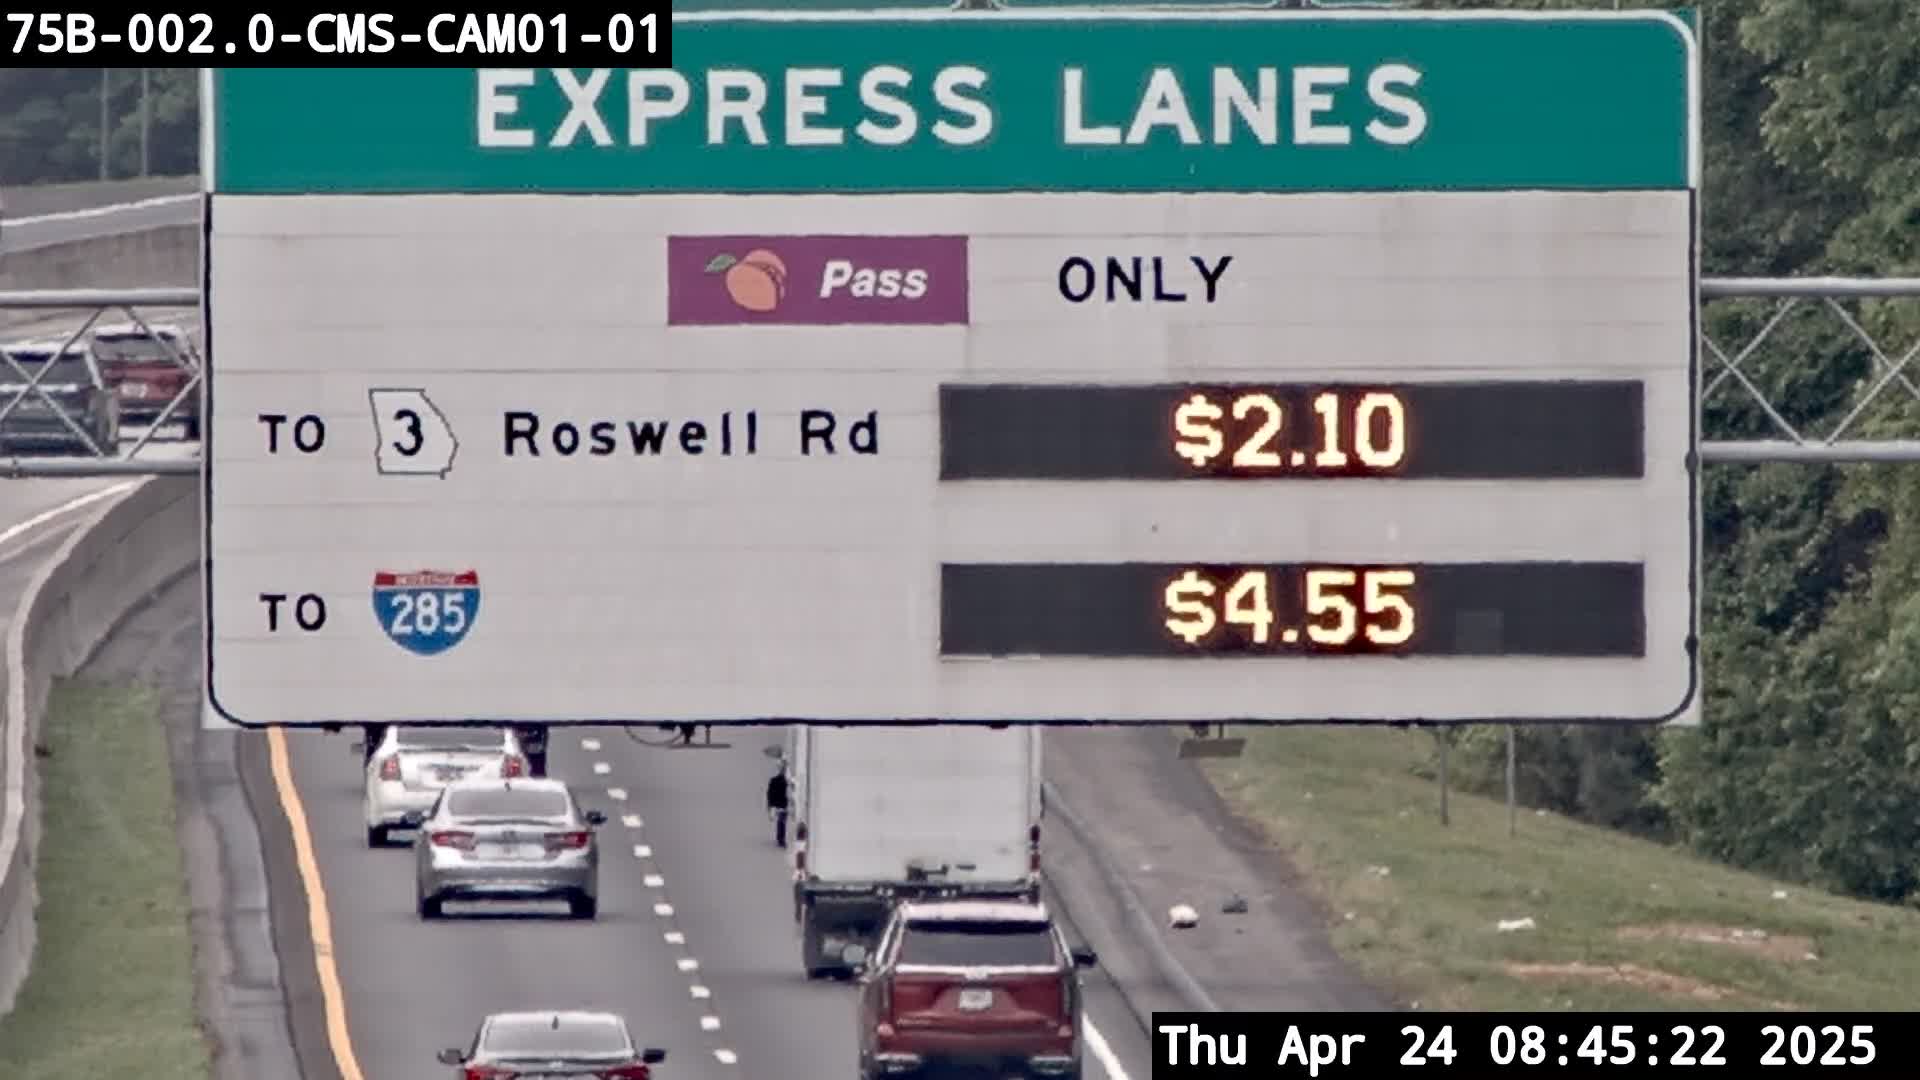 75B-002.0-CMS-CAM01-01
EXPRESS LANES
Pass ONLY
TO 3 Roswell Rd $2.10
TO 285 $4.55
Thu Apr 24 08:45:22 2025